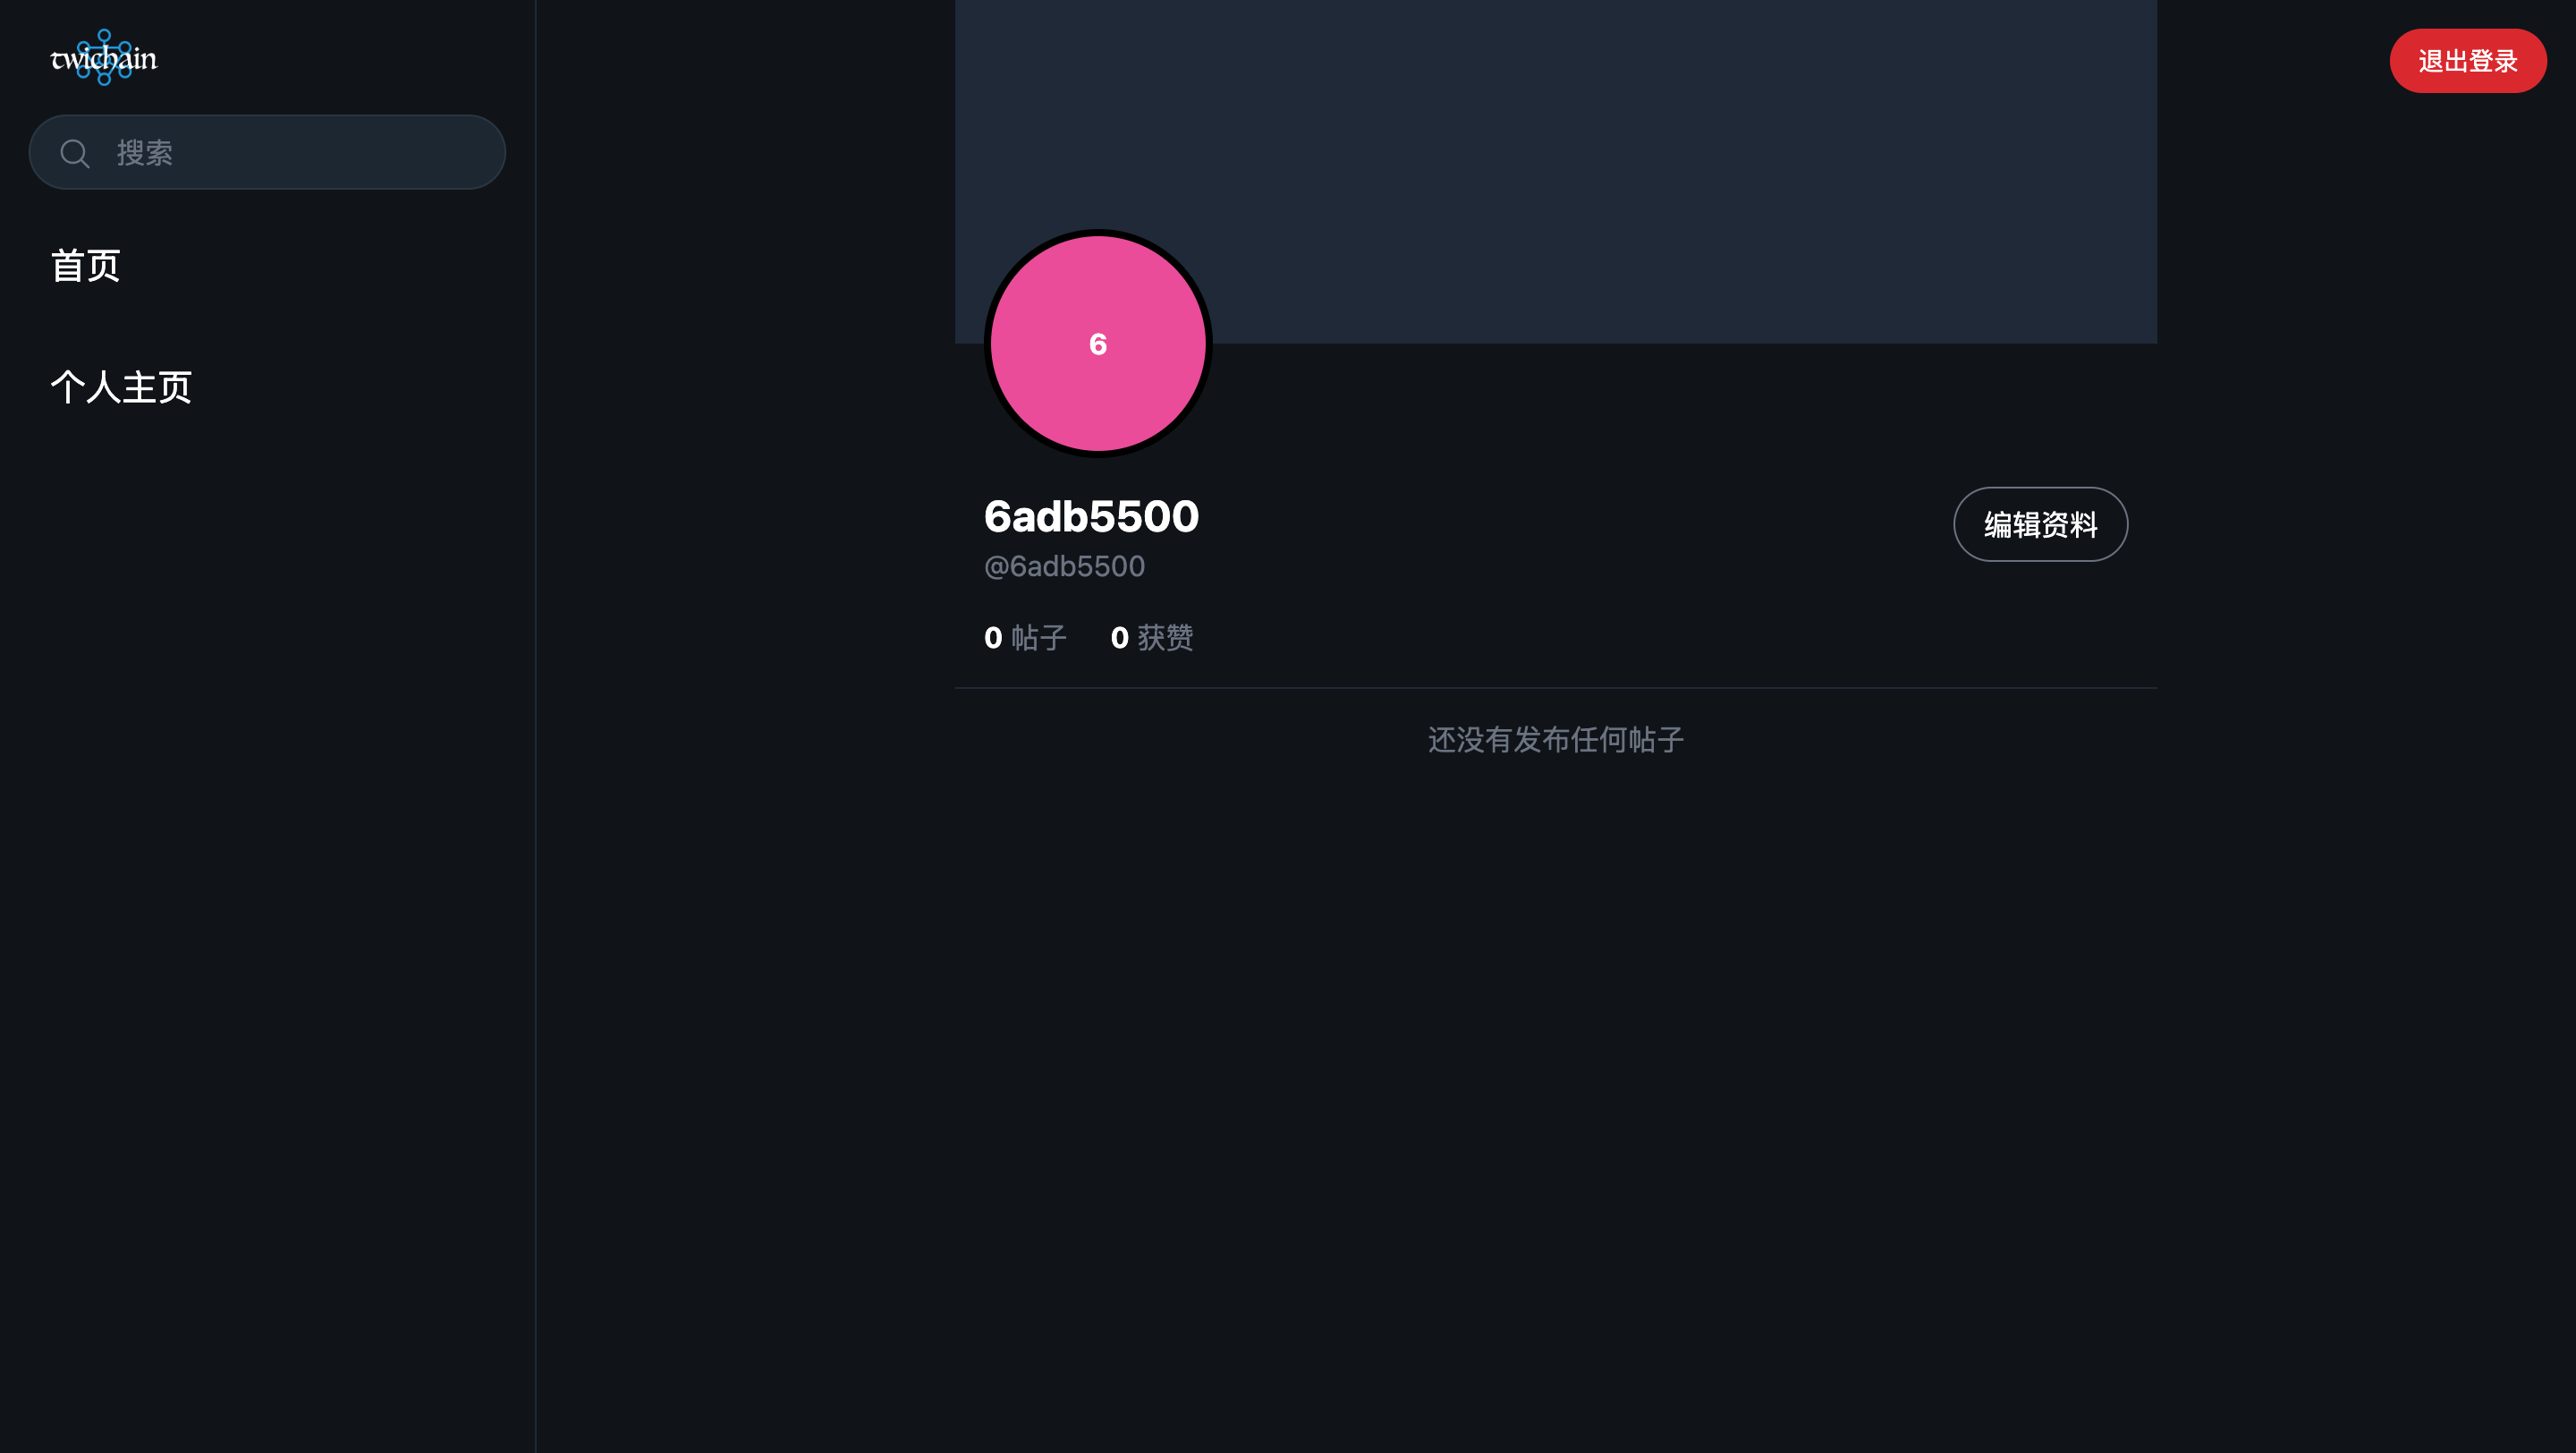 twichain
搜索
首页
个人主页
退出登录
6
6adb5500
@6adb5500
编辑资料
0 帖子 0 获赞
还没有发布任何帖子